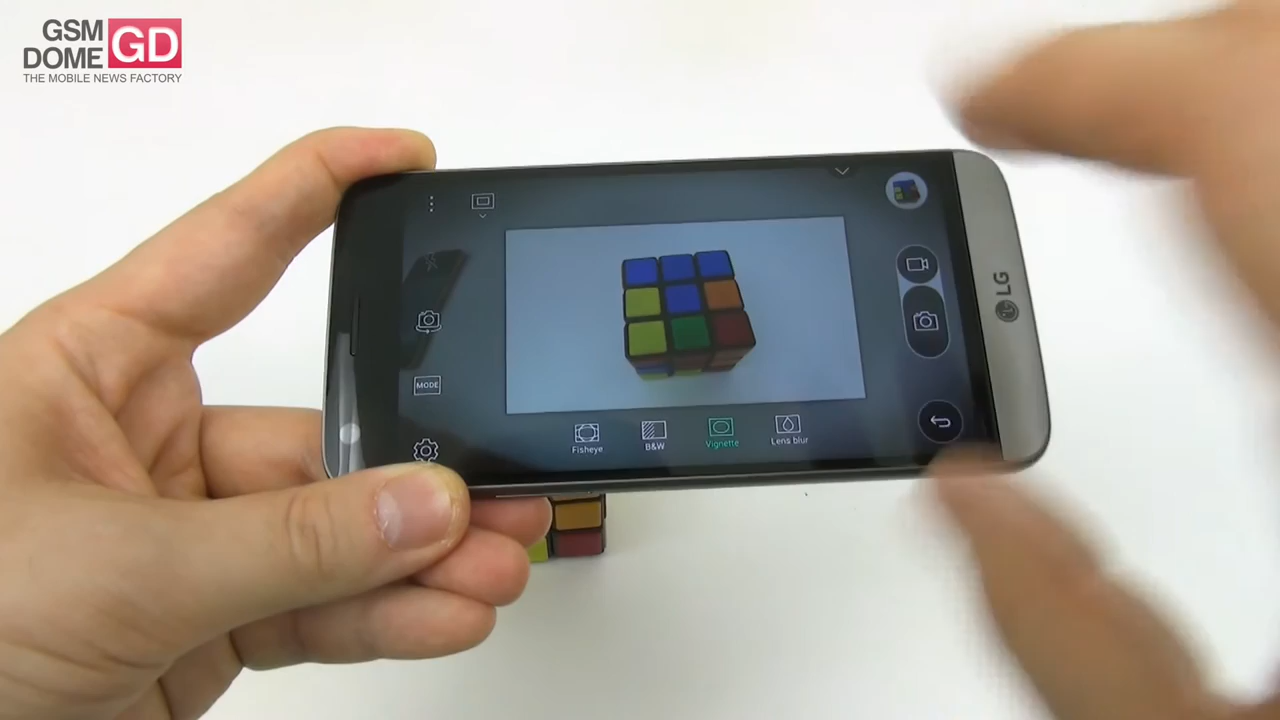 GSM
DOME GD
THE MOBILE NEWS FACTORY
MODE
Fisheye
B&W
Vignette
Lens blur
LG